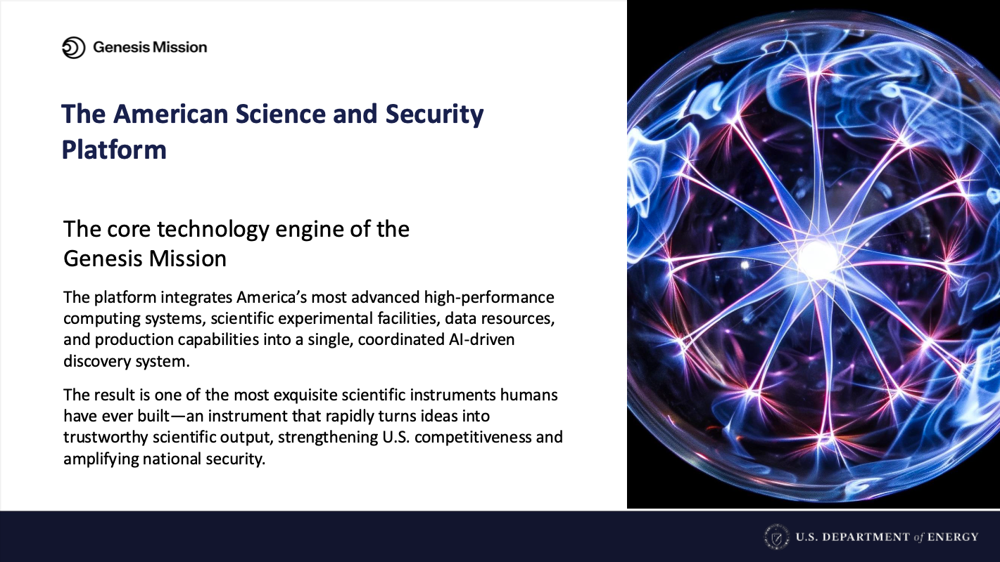 Genesis Mission
The American Science and Security
Platform
The core technology engine of the
Genesis Mission
The platform integrates America’s most advanced high-performance
computing systems, scientific experimental facilities, data resources,
and production capabilities into a single, coordinated AI-driven
discovery system.
The result is one of the most exquisite scientific instruments humans
have ever built—an instrument that rapidly turns ideas into
trustworthy scientific output, strengthening U.S. competitiveness and
amplifying national security.
U.S. DEPARTMENT of ENERGY